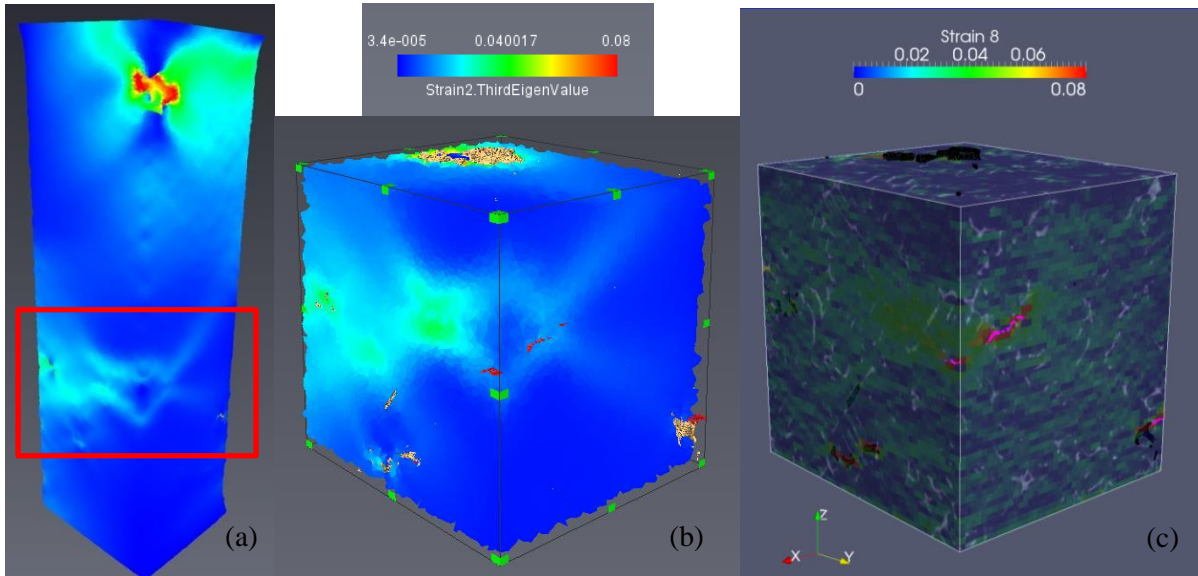 3.4e-005 0.040017 0.08
Strain2.ThirdEigenValue
Strain 8
0.02 0.04 0.06
0 0.08
Z
X Y
(a) (b) (c)